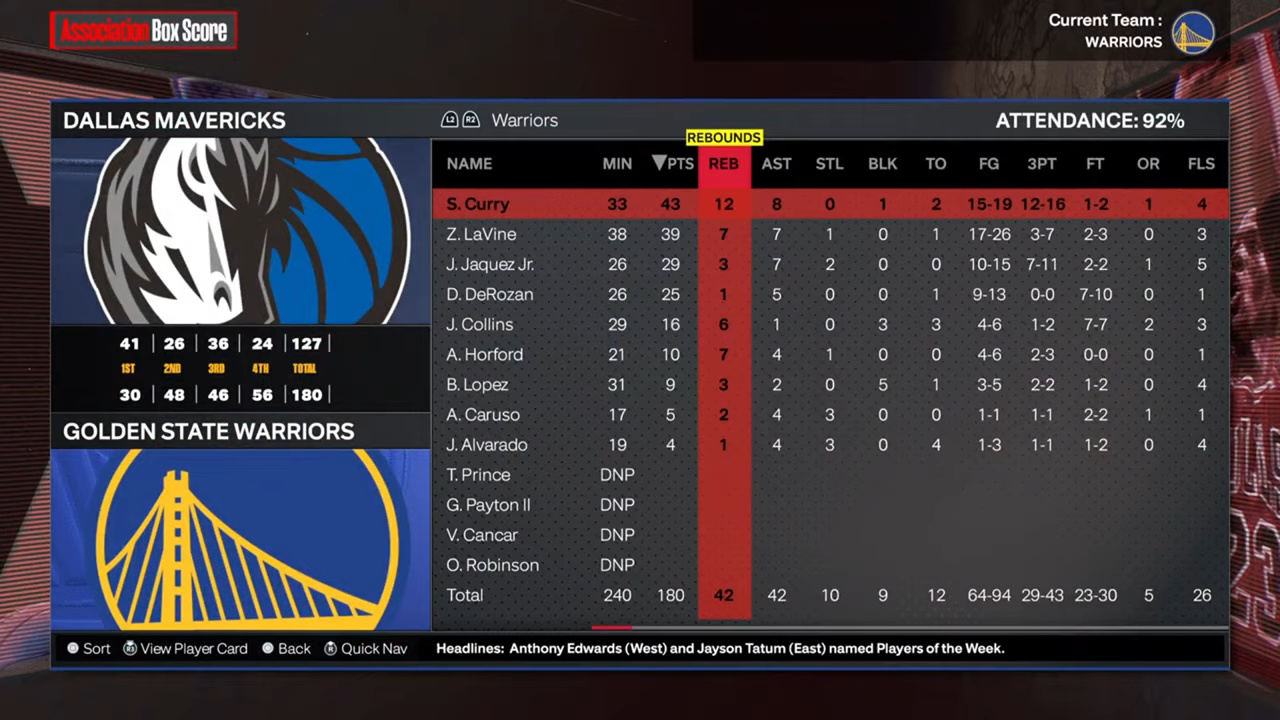 Association Box Score
Current Team :
WARRIORS
DALLAS MAVERICKS
L2 R2 Warriors
ATTENDANCE: 92%
REBOUNDS
NAME MIN PTS REB AST STL BLK TO FG 3PT FT OR FLS
S. Curry 33 43 12 8 0 1 2 15-19 12-16 1-2 1 4
Z. LaVine 38 39 7 7 1 0 1 17-26 3-7 2-3 0 3
J. Jaquez Jr. 26 29 3 7 2 0 0 10-15 7-11 2-2 1 5
D. DeRozan 26 25 1 5 0 0 1 9-13 0-0 7-10 0 1
J. Collins 29 16 6 1 0 3 3 4-6 1-2 7-7 2 3
A. Horford 21 10 7 4 1 0 0 4-6 2-3 0-0 0 1
B. Lopez 31 9 3 2 0 5 1 3-5 2-2 1-2 0 4
A. Caruso 17 5 2 4 3 0 0 1-1 1-1 2-2 1 1
J. Alvarado 19 4 1 4 3 0 4 1-3 1-1 1-2 0 4
T. Prince DNP
G. Payton II DNP
V. Cancar DNP
O. Robinson DNP
Total 240 180 42 42 10 9 12 64-94 29-43 23-30 5 26
41 26 36 24 127
1ST 2ND 3RD 4TH TOTAL
30 48 46 56 180
GOLDEN STATE WARRIORS
Sort R3 View Player Card Back R Quick Nav
Headlines: Anthony Edwards (West) and Jayson Tatum (East) named Players of the Week.
23